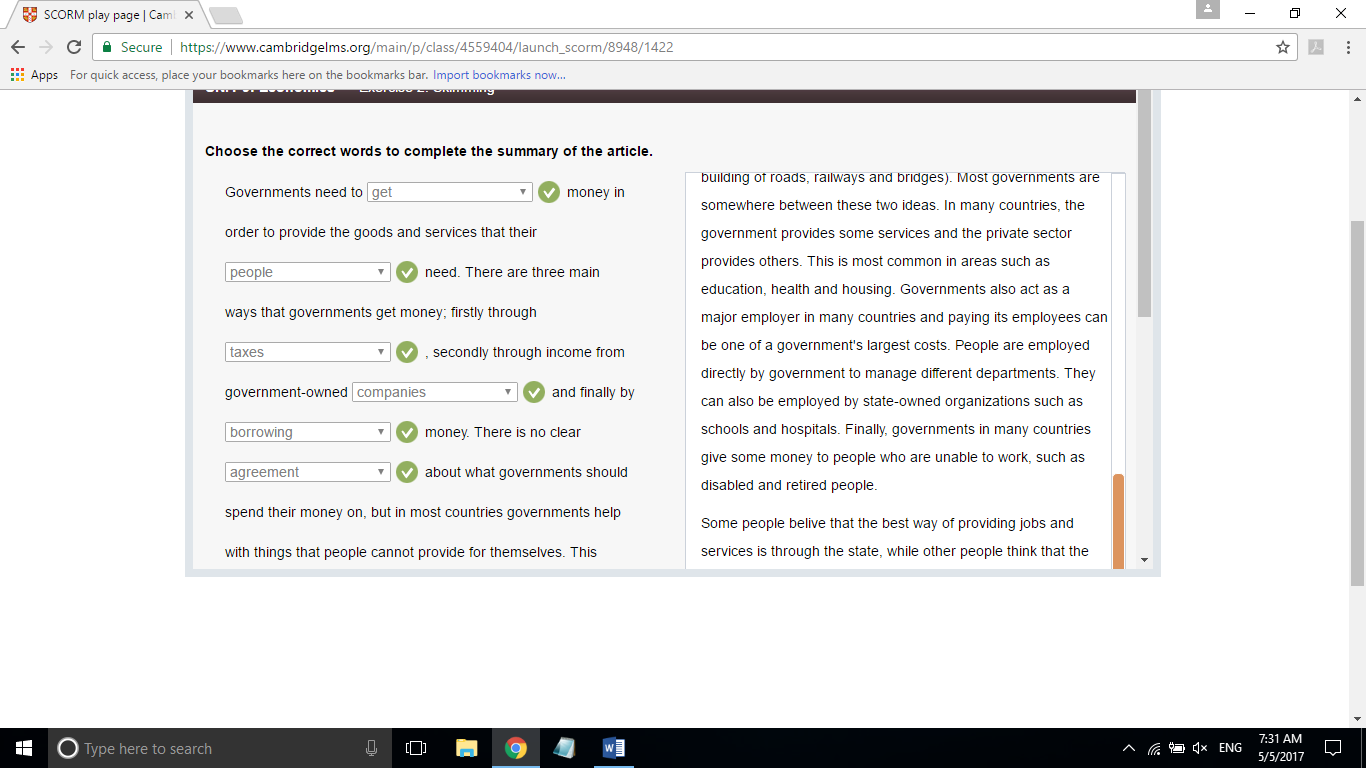 SCORM play page | Cam
Secure | https://www.cambridgelms.org/main/p/class/4559404/launch_scorm/8948/1422
Apps For quick access, place your bookmarks here on the bookmarks bar. Import bookmarks now...
Exercise 2: Skimming
Choose the correct words to complete the summary of the article.
Governments need to get money in
order to provide the goods and services that their
people need. There are three main
ways that governments get money; firstly through
taxes , secondly through income from
government-owned companies and finally by
borrowing money. There is no clear
agreement about what governments should
spend their money on, but in most countries governments help
with things that people cannot provide for themselves. This
building of roads, railways and bridges). Most governments are
somewhere between these two ideas. In many countries, the
government provides some services and the private sector
provides others. This is most common in areas such as
education, health and housing. Governments also act as a
major employer in many countries and paying its employees can
be one of a government's largest costs. People are employed
directly by government to manage different departments. They
can also be employed by state-owned organizations such as
schools and hospitals. Finally, governments in many countries
give some money to people who are unable to work, such as
disabled and retired people.
Some people belive that the best way of providing jobs and
services is through the state, while other people think that the
Type here to search
ENG
7:31 AM
5/5/2017